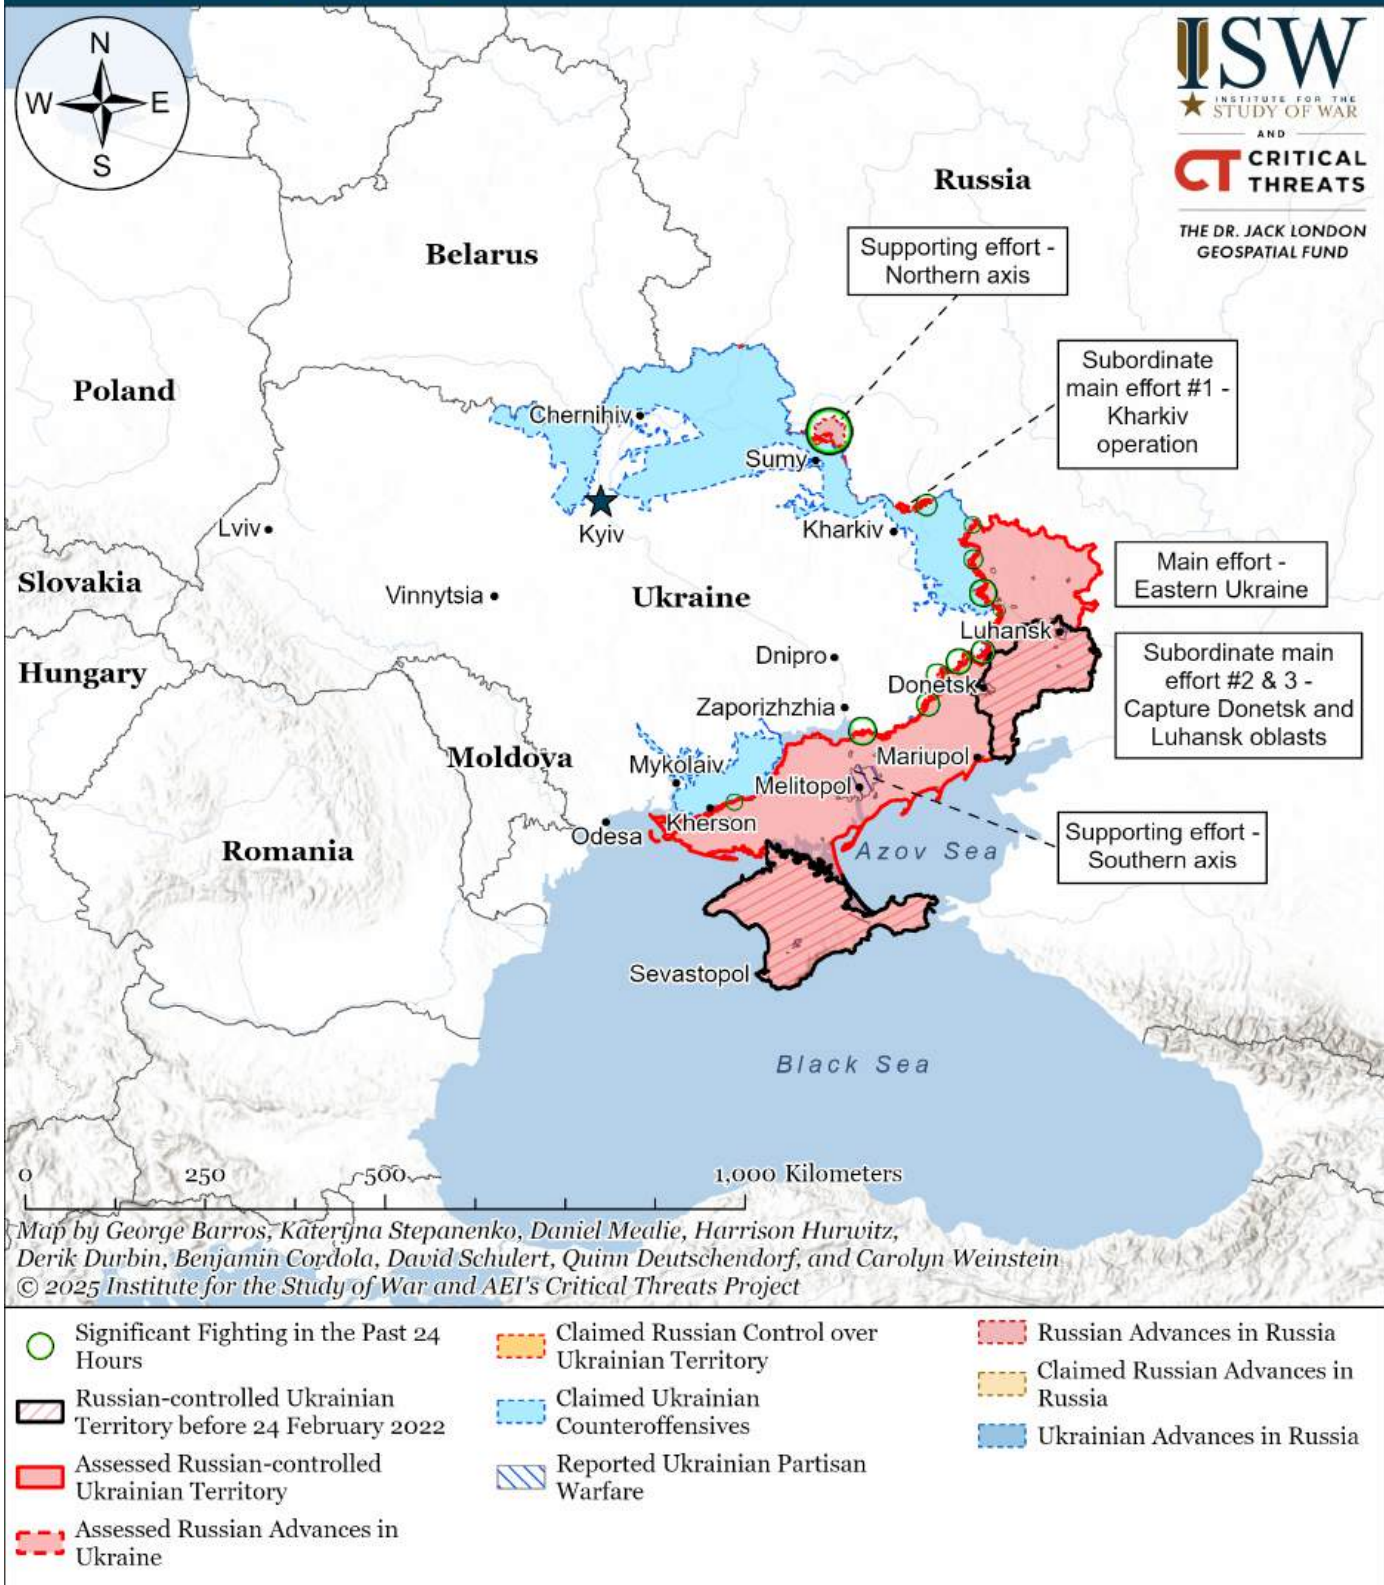 N
W
E
S
ISW
INSTITUTE FOR THE
STUDY OF WAR
AND
CT CRITICAL
THREATS
THE DR. JACK LONDON
GEOSPATIAL FUND
Russia
Supporting effort -
Northern axis
Belarus
Subordinate
main effort #1 -
Kharkiv
operation
Poland
Chernihiv
Sumy
Lviv
Kyiv
Kharkiv
Main effort -
Eastern Ukraine
Slovakia
Vinnytsia
Ukraine
Luhansk
Subordinate main
effort #2 & 3 -
Capture Donetsk and
Luhansk oblasts
Hungary
Dnipro
Donetsk
Zaporizhzhia
Moldova
Mykolaiv
Mariupol
Melitopol
Kherson
Odesa
Supporting effort -
Southern axis
Romania
Azov Sea
Sevastopol
Black Sea
0 250 500 1,000 Kilometers
Map by George Barros, Kateryna Stepanenko, Daniel Mealie, Harrison Hurwitz,
Derik Durbin, Benjamin Cordola, David Schulert, Quinn Deutschendorf, and Carolyn Weinstein
© 2025 Institute for the Study of War and AEI's Critical Threats Project
Significant Fighting in the Past 24
Hours
Russian-controlled Ukrainian
Territory before 24 February 2022
Assessed Russian-controlled
Ukrainian Territory
Assessed Russian Advances in
Ukraine
Claimed Russian Control over
Ukrainian Territory
Claimed Ukrainian
Counteroffensives
Reported Ukrainian Partisan
Warfare
Russian Advances in Russia
Claimed Russian Advances in
Russia
Ukrainian Advances in Russia